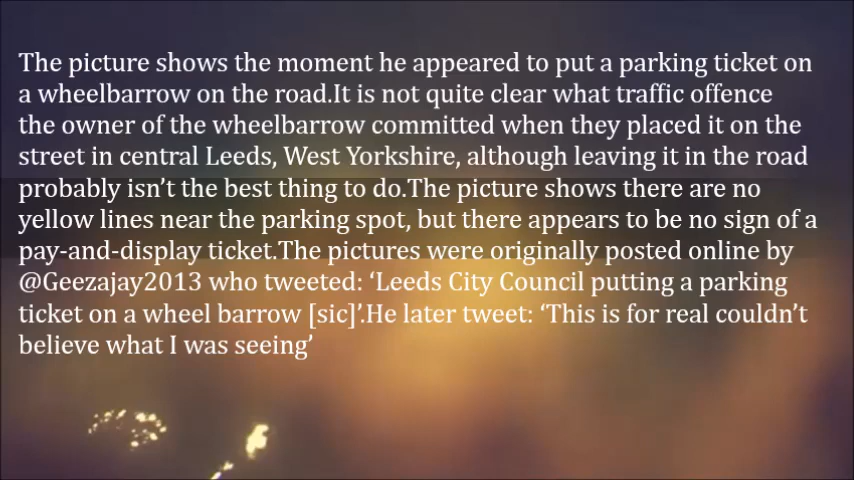 The picture shows the moment he appeared to put a parking ticket on
a wheelbarrow on the road.It is not quite clear what traffic offence
the owner of the wheelbarrow committed when they placed it on the
street in central Leeds, West Yorkshire, although leaving it in the road
probably isn’t the best thing to do.The picture shows there are no
yellow lines near the parking spot, but there appears to be no sign of a
pay-and-display ticket.The pictures were originally posted online by
@Geezajay2013 who tweeted: ‘Leeds City Council putting a parking
ticket on a wheel barrow [sic]’.He later tweet: ‘This is for real couldn’t
believe what I was seeing’